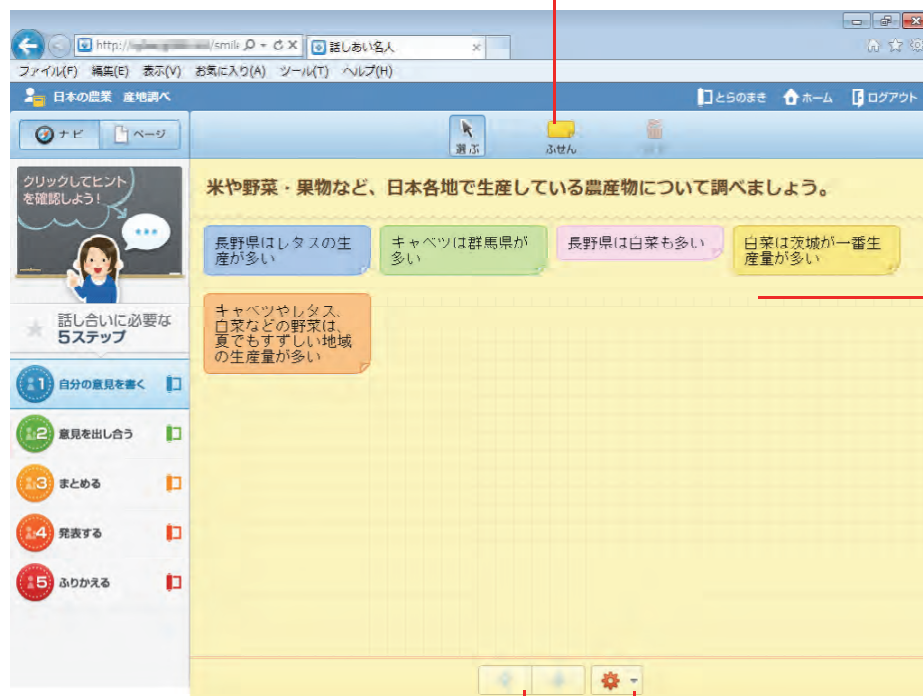 http://
/smil
話しあい名人
ファイル(F) 編集(E) 表示(V) お気に入り(A) ツール(T) ヘルプ(H)
日本の農業 産地調べ
とらのまき ホーム ログアウト
ナビ ページ
選ぶ ふせん
クリックしてヒント
を確認しよう!
米や野菜・果物など、日本各地で生産している農産物について調べましょう。
長野県はレタスの生
産が多い
キャベツは群馬県が
多い
長野県は白菜も多い
白菜は茨城が一番生
産量が多い
キャベツやレタス、
白菜などの野菜は、
夏でもすずしい地域
の生産量が多い
話し合いに必要な
5ステップ
1 自分の意見を書く
2 意見を出し合う
3 まとめる
4 発表する
5 ふりかえる